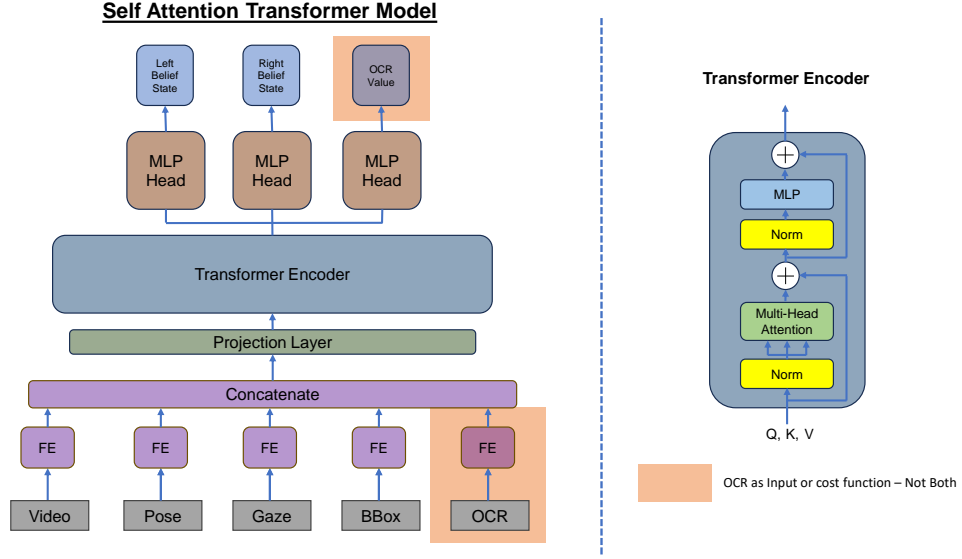 Self Attention Transformer Model
Left
Belief
State
Right
Belief
State
OCR
Value
MLP
Head
MLP
Head
MLP
Head
Transformer Encoder
Projection Layer
Concatenate
FE
FE
FE
FE
FE
Video
Pose
Gaze
BBox
OCR
Transformer Encoder
+
MLP
Norm
+
Multi-Head
Attention
Norm
Q, K, V
OCR as Input or cost function – Not Both